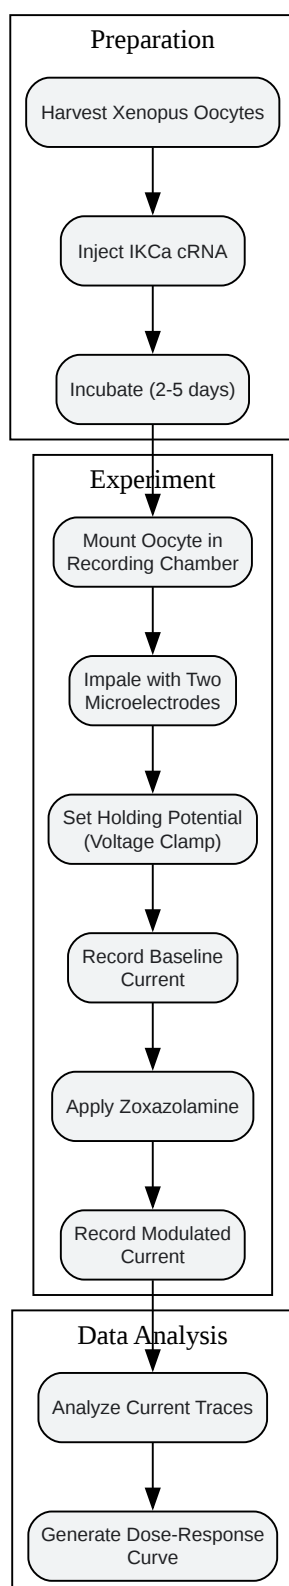 Preparation
Harvest Xenopus Oocytes
Inject IKCa cRNA
Incubate (2-5 days)
Experiment
Mount Oocyte in
Recording Chamber
Impale with Two
Microelectrodes
Set Holding Potential
(Voltage Clamp)
Record Baseline
Current
Apply Zoxazolamine
Record Modulated
Current
Data Analysis
Analyze Current Traces
Generate Dose-Response
Curve